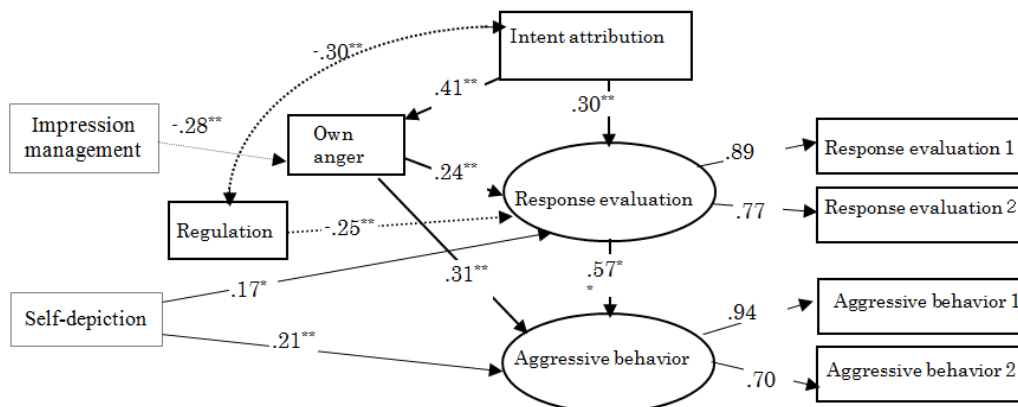 Intent attribution
-.30**
.41**
.30**
Impression
management
-.28**
Own
anger
.89
Response evaluation 1
.24**
Response evaluation
.77
Response evaluation 2
Regulation
-.25**
.17*
.31**
.57*
*
Self-depiction
.94
Aggressive behavior 1
.21**
Aggressive behavior
.70
Aggressive behavior 2